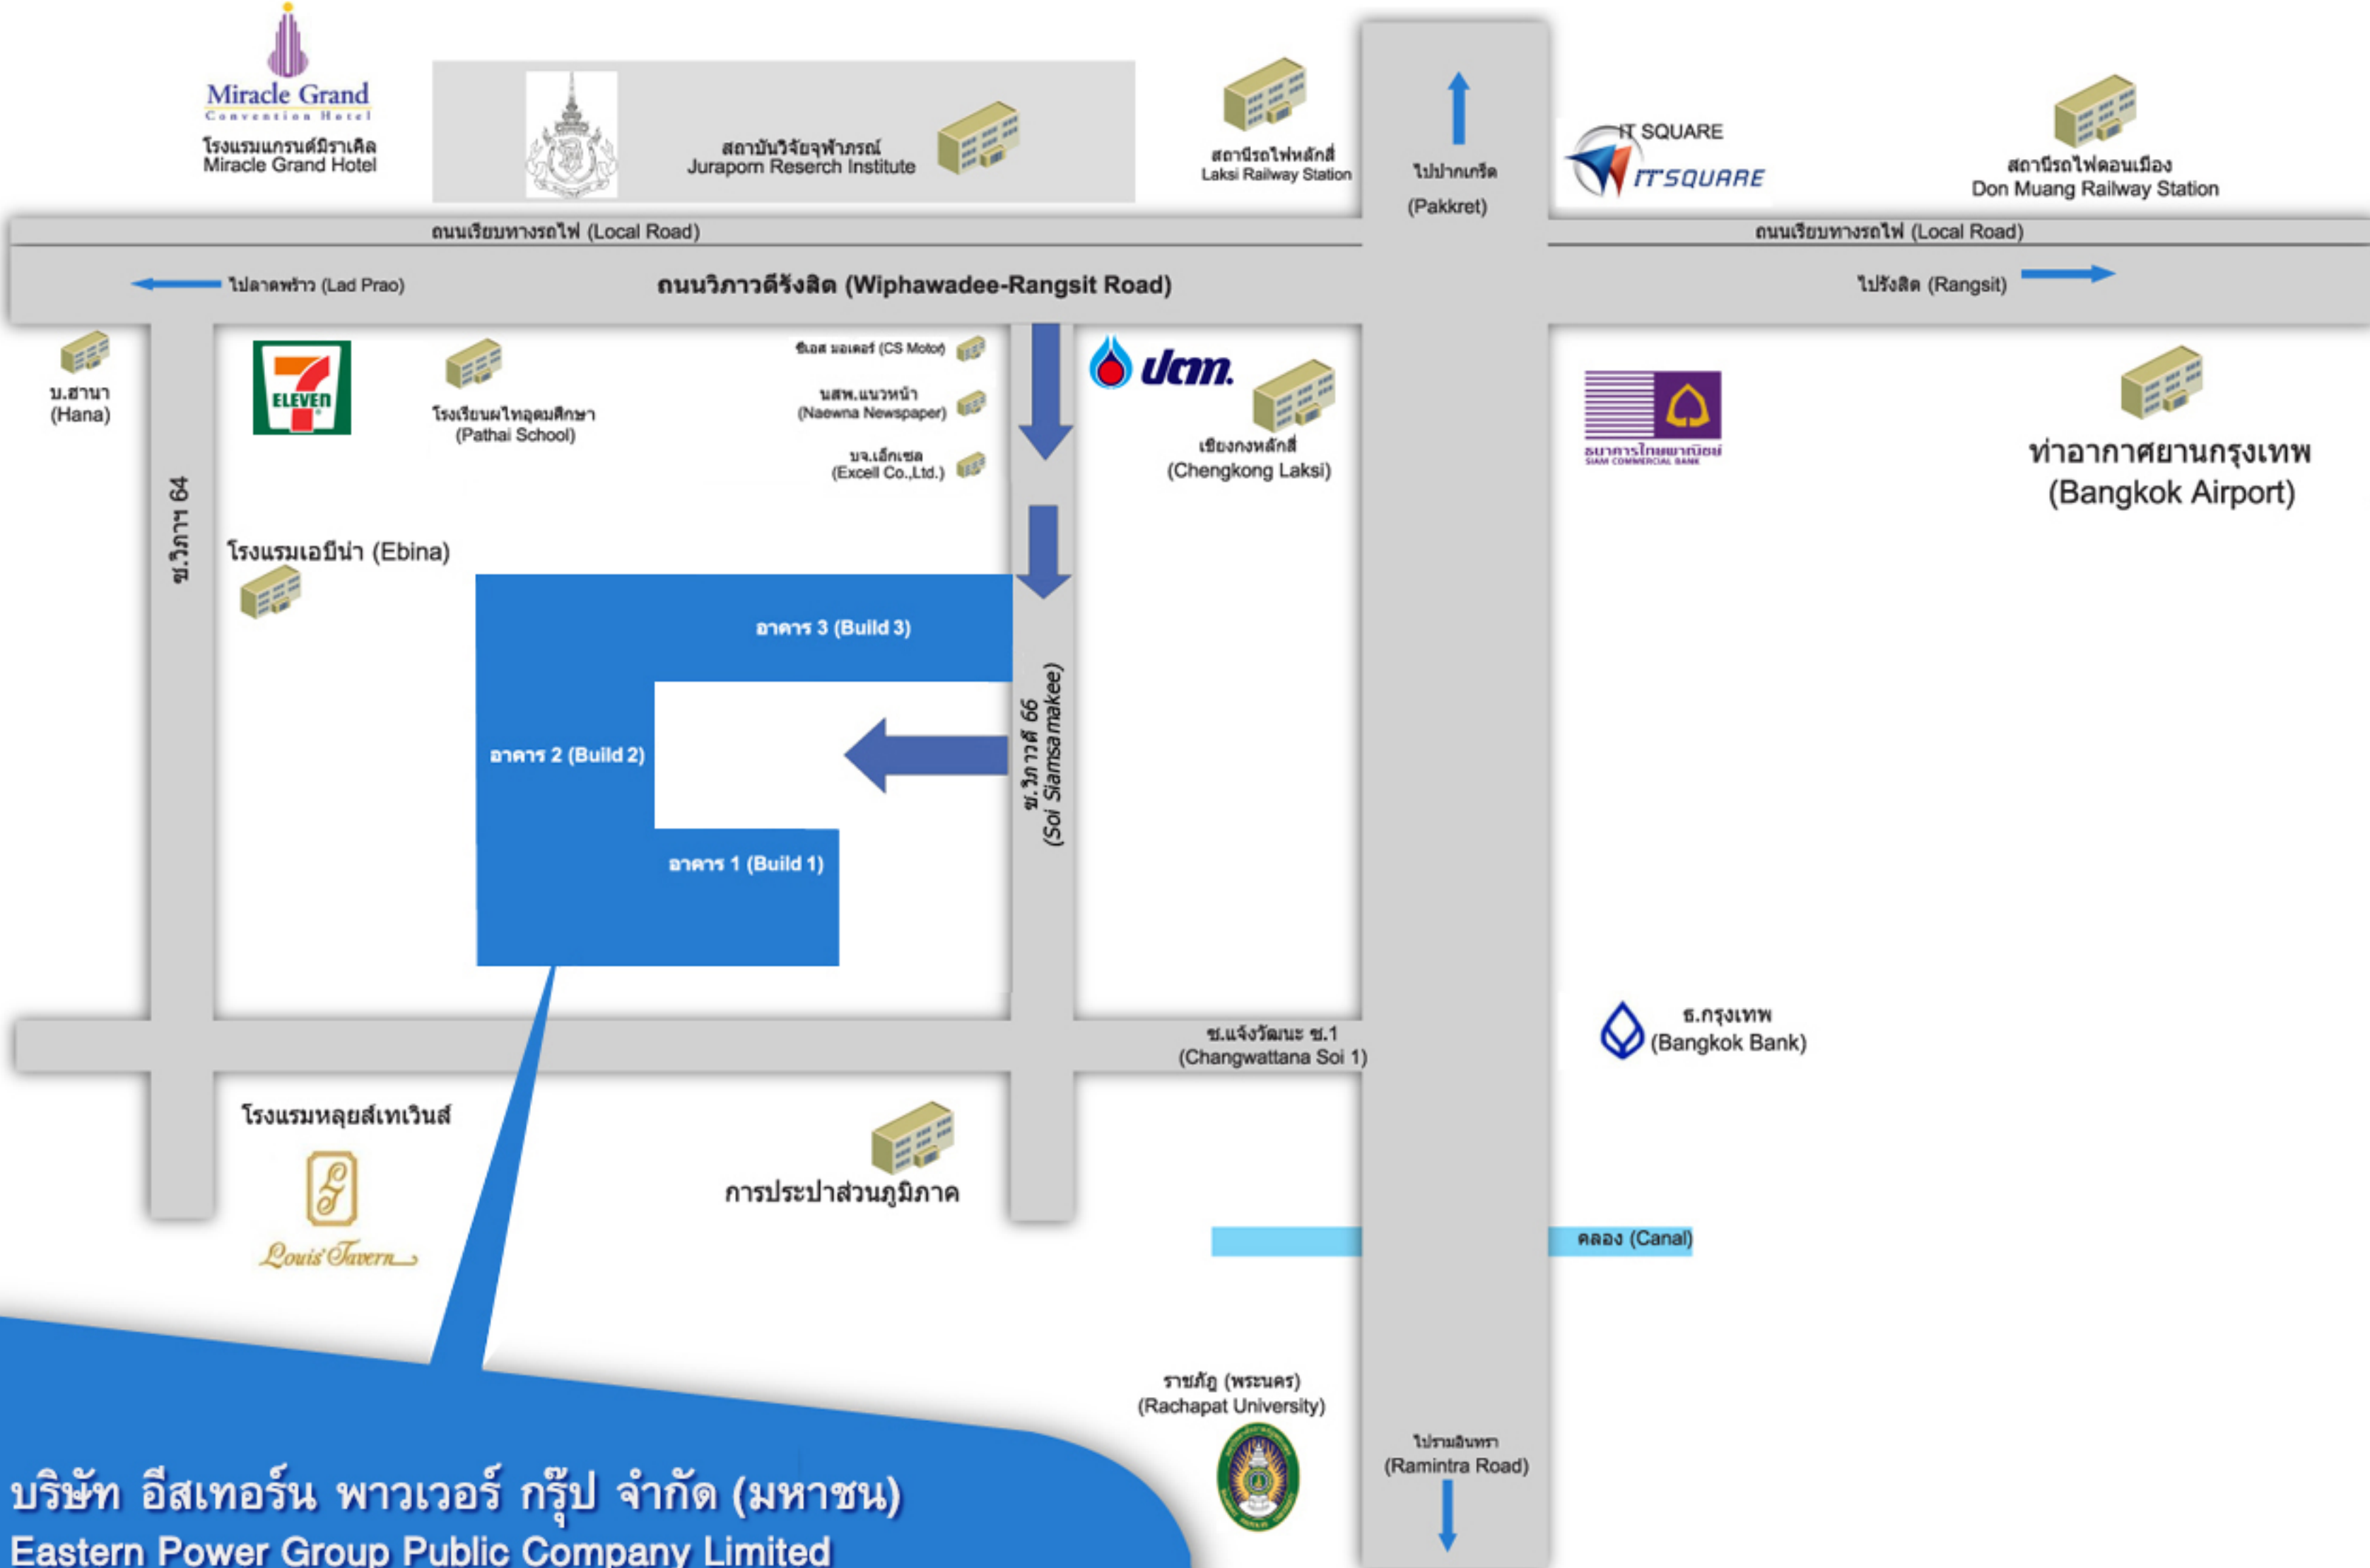 Miracle Grand
Convention Hotel
โรงแรมแกรนด์มิราเคิล
Miracle Grand Hotel
สถาบันวิจัยจุฬาภรณ์
Juraporn Reserch Institute
สถานีรถไฟหลักสี่
Laksi Railway Station
ไปปากเกร็ด
(Pakkret)
IT SQUARE
IT SQUARE
สถานีรถไฟดอนเมือง
Don Muang Railway Station
ถนนเรียบทางรถไฟ (Local Road)
ถนนเรียบทางรถไฟ (Local Road)
ไปลาดพร้าว (Lad Prao)
ถนนวิภาวดีรังสิต (Wiphawadee-Rangsit Road)
ไปรังสิต (Rangsit)
บ.ฮานา
(Hana)
7
ELEVEn
โรงเรียนผไทอุดมศึกษา
(Pathai School)
ซีเอส มอเตอร์ (CS Motor)
นสพ.แนวหน้า
(Naewna Newspaper)
บจ.เอ็กเซล
(Excell Co.,Ltd.)
ปตท.
เชียงกงหลักสี่
(Chengkong Laksi)
ธนาคารไทยพาณิชย์
SIAM COMMERCIAL BANK
ท่าอากาศยานกรุงเทพ
(Bangkok Airport)
ซ.วิภาฯ 64
โรงแรมเอบีน่า (Ebina)
อาคาร 3 (Build 3)
อาคาร 2 (Build 2)
อาคาร 1 (Build 1)
ซ.วิภาวดี 66
(Soi Siamsamakee)
ซ.แจ้งวัฒนะ ซ.1
(Changwattana Soi 1)
ธ.กรุงเทพ
(Bangkok Bank)
โรงแรมหลุยส์เทเวินส์
LT
Louis' Tavern
การประปาส่วนภูมิภาค
คลอง (Canal)
ราชภัฏ (พระนคร)
(Rachapat University)
ไปรามอินทรา
(Ramintra Road)
บริษัท อีสเทอร์น พาวเวอร์ กรุ๊ป จำกัด (มหาชน)
Eastern Power Group Public Company Limited